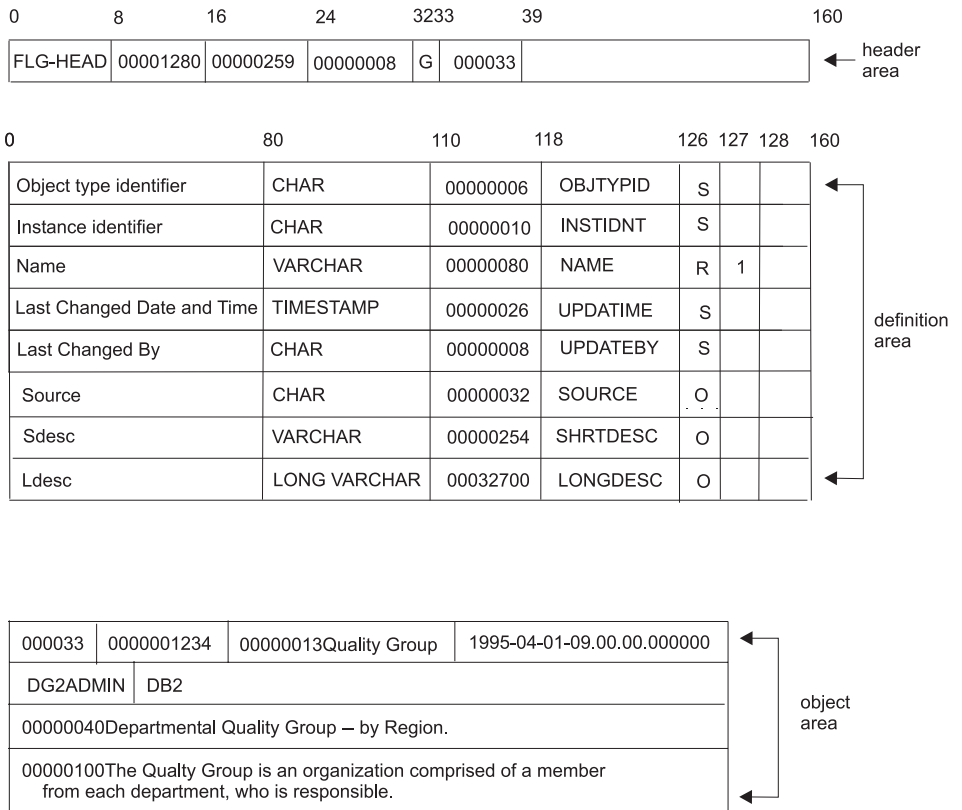 0 8 16 24 3233 39 160
FLG-HEAD 00001280 00000259 00000008 G 000033
header
area
0 80 110 118 126 127 128 160
Object type identifier CHAR 00000006 OBJTYPID S
Instance identifier CHAR 00000010 INSTIDNT S
Name VARCHAR 00000080 NAME R 1
Last Changed Date and Time TIMESTAMP 00000026 UPDATIME S
Last Changed By CHAR 00000008 UPDATEBY S
Source CHAR 00000032 SOURCE O
Sdesc VARCHAR 00000254 SHRTDESC O
Ldesc LONG VARCHAR 00032700 LONGDESC O
definition
area
000033 0000001234 00000013Quality Group 1995-04-01-09.00.00.000000
DG2ADMIN DB2
00000040Departmental Quality Group – by Region.
00000100The Qualty Group is an organization comprised of a member
from each department, who is responsible.
object
area